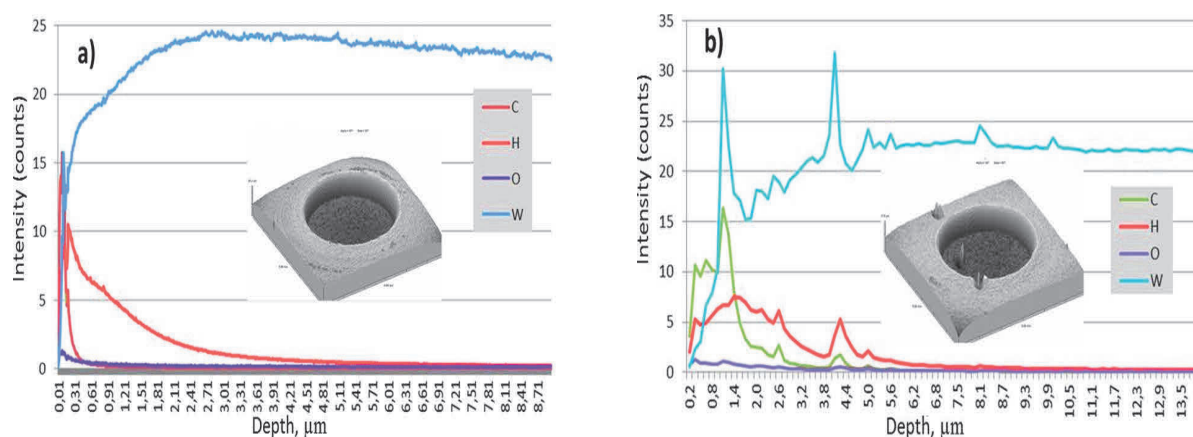 a)
Intensity (counts)
25
20
15
10
5
0
C
H
O
W
0,01 0,31 0,61 0,91 1,21 1,51 1,81 2,11 2,41 2,71 3,01 3,31 3,61 3,91 4,21 4,51 4,81 5,11 5,41 5,71 6,01 6,31 6,61 6,91 7,21 7,51 7,81 8,11 8,41 8,71
Depth, µm
b)
Intensity (counts)
35
30
25
20
15
10
5
0
C
H
O
W
0,2 0,8 1,4 2,0 2,6 3,2 3,8 4,4 5,1 5,7 6,3 6,9 7,5 8,1 8,7 9,3 9,9 10,5 11,1 11,7 12,3 12,9 13,5
Depth, µm